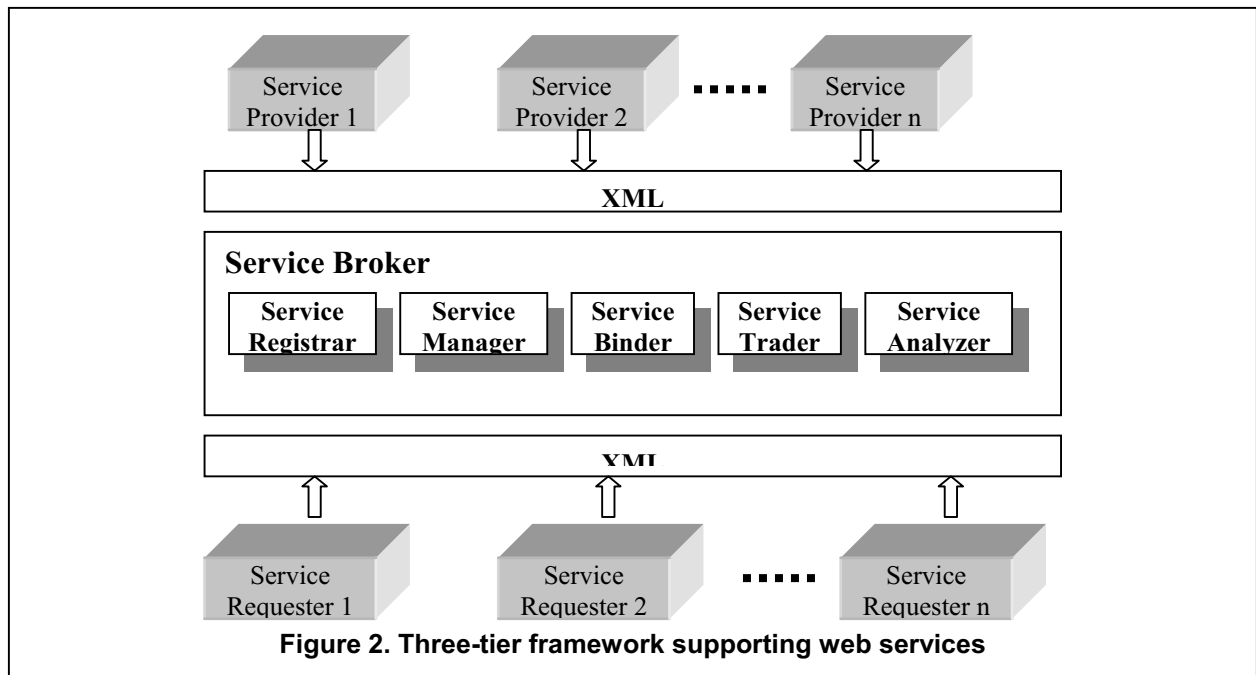 Service
Provider 1
Service
Provider 2
Service
Provider n
XML
Service Broker
Service
Registrar
Service
Manager
Service
Binder
Service
Trader
Service
Analyzer
XML
Service
Requester 1
Service
Requester 2
Service
Requester n
Figure 2. Three-tier framework supporting web services